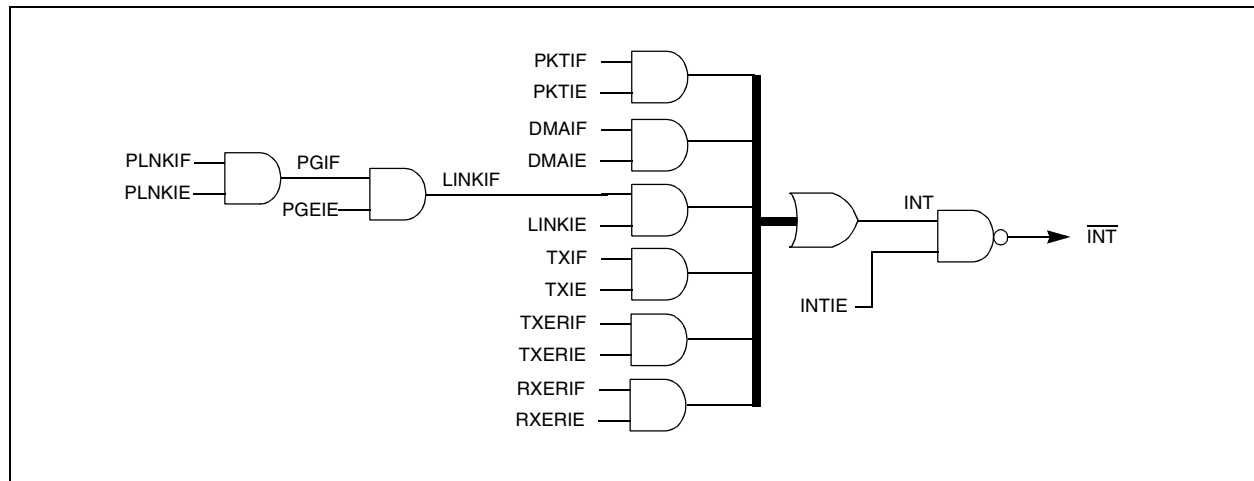 PKTIF
PKTIE
DMAIF
DMAIE
PLNKIF
PLNKIE
PGIF
PGEIE
LINKIF
LINKIE
TXIF
TXIE
TXERIF
TXERIE
RXERIF
RXERIE
INT
INTIE
INT